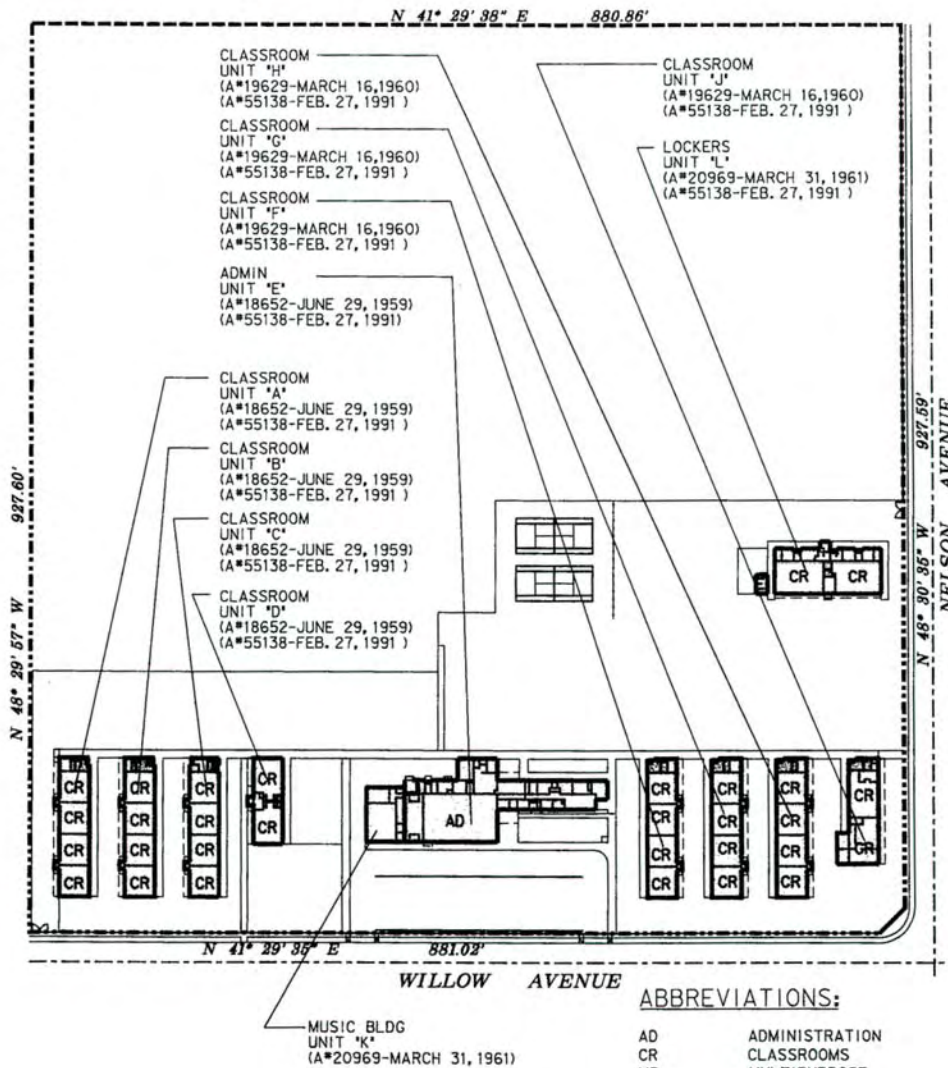 N 41° 29' 38" E 880.86'
CLASSROOM
UNIT "H"
(A#19629-MARCH 16,1960)
(A#55138-FEB. 27, 1991 )
CLASSROOM
UNIT "G"
(A#19629-MARCH 16,1960)
(A#55138-FEB. 27, 1991 )
CLASSROOM
UNIT "F"
(A#19629-MARCH 16,1960)
(A#55138-FEB. 27, 1991 )
ADMIN
UNIT "E"
(A#18652-JUNE 29, 1959)
(A#55138-FEB. 27, 1991)
CLASSROOM
UNIT "A"
(A#18652-JUNE 29, 1959)
(A#55138-FEB. 27, 1991 )
CLASSROOM
UNIT "B"
(A#18652-JUNE 29, 1959)
(A#55138-FEB. 27, 1991 )
CLASSROOM
UNIT "C"
(A#18652-JUNE 29, 1959)
(A#55138-FEB. 27, 1991 )
CLASSROOM
UNIT "D"
(A#18652-JUNE 29, 1959)
(A#55138-FEB. 27, 1991 )
CLASSROOM
UNIT "J"
(A#19629-MARCH 16,1960)
(A#55138-FEB. 27, 1991 )
LOCKERS
UNIT "L"
(A#20969-MARCH 31, 1961)
(A#55138-FEB. 27, 1991 )
N 48° 29' 57" W 927.60'
N 48° 30' 35" W 927.59'
NELSON AVENUE
CR CR
CR CR CR CR CR CR CR CR
CR CR CR CR AD CR CR CR
CR CR CR CR CR CR CR
CR CR CR CR CR CR
N 41° 29' 35" E 881.02'
WILLOW AVENUE
MUSIC BLDG
UNIT "K"
(A#20969-MARCH 31, 1961)
ABBREVIATIONS:
AD ADMINISTRATION
CR CLASSROOMS